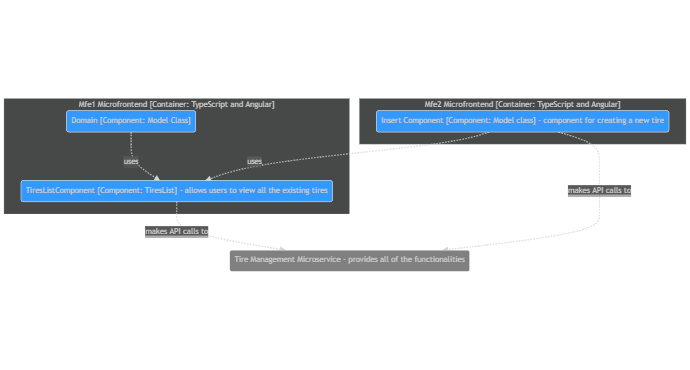 Mfe1 Microfrontend [Container: TypeScript and Angular]
Mfe2 Microfrontend [Container: TypeScript and Angular]
Domain [Component: Model Class]
Insert Component [Component: Model class] - component for creating a new tire
uses
uses
TiresListComponent [Component: TiresList] - allows users to view all the existing tires
makes API calls to
makes API calls to
Tire Management Microservice - provides all of the functionalities